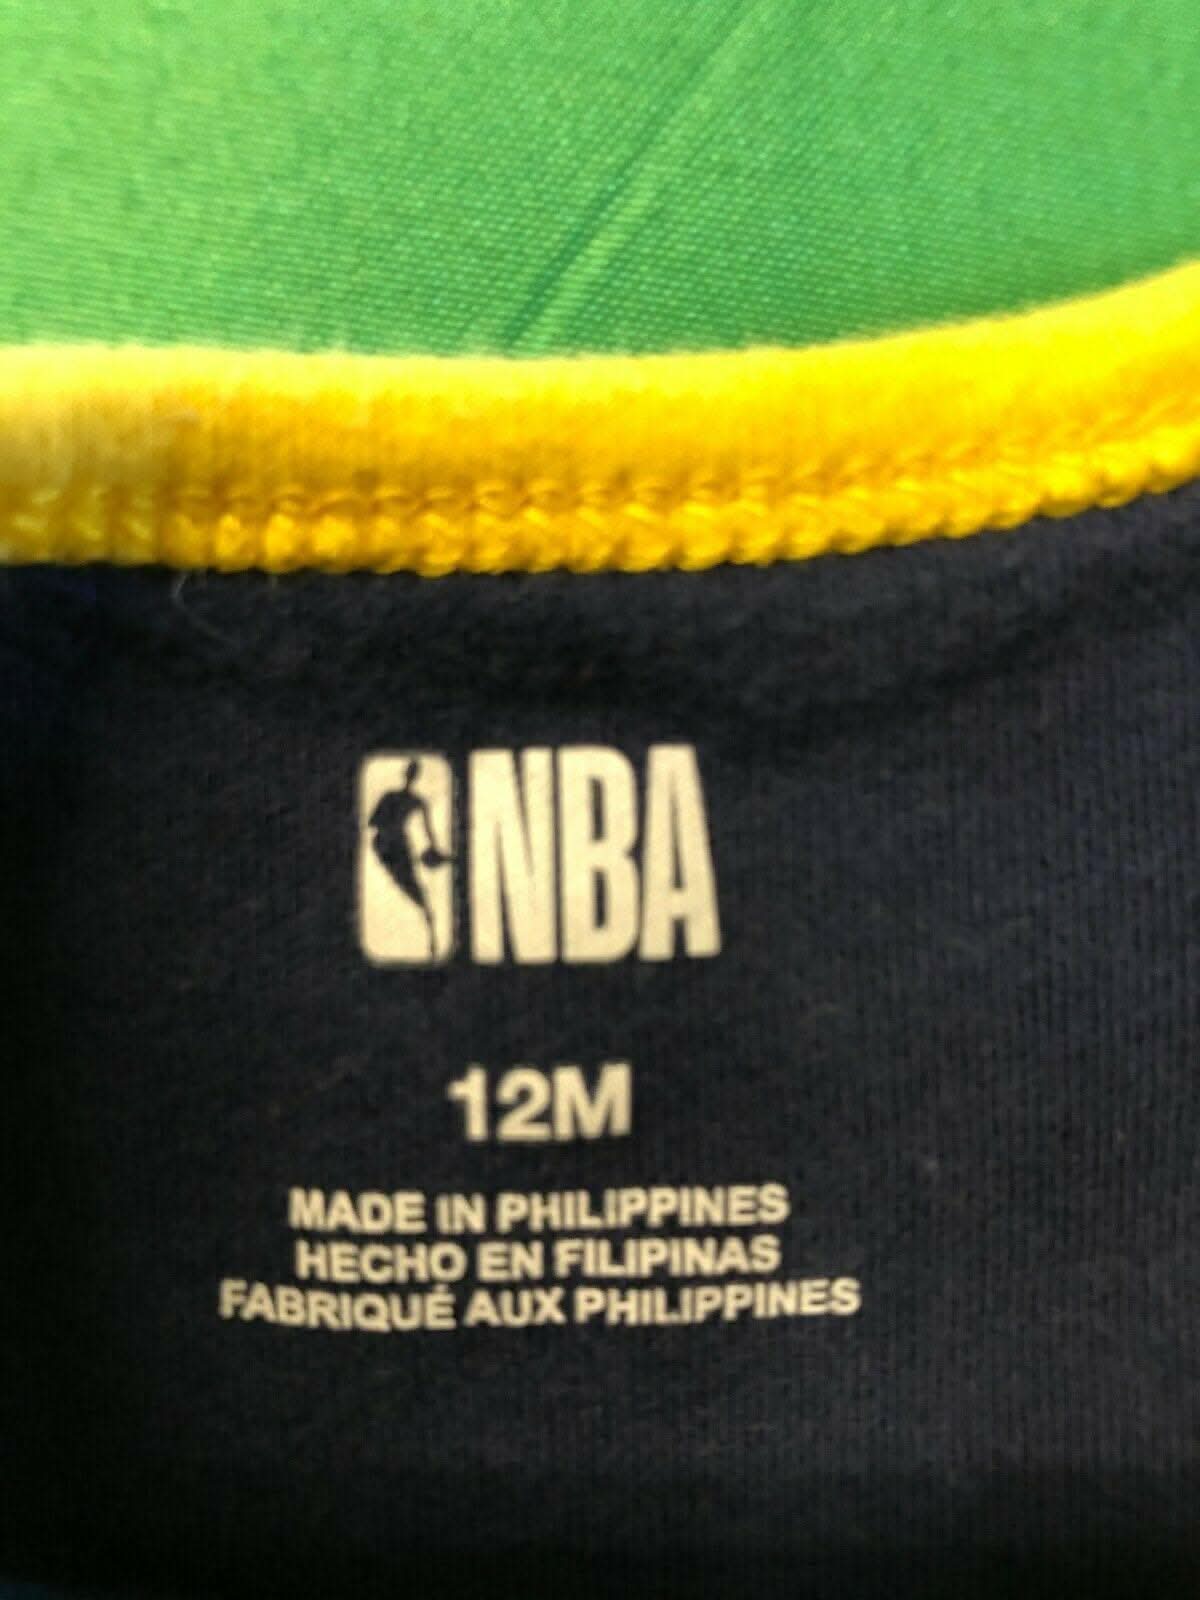 NBA
12M
MADE IN PHILIPPINES
HECHO EN FILIPINAS
FABRIQUÉ AUX PHILIPPINES